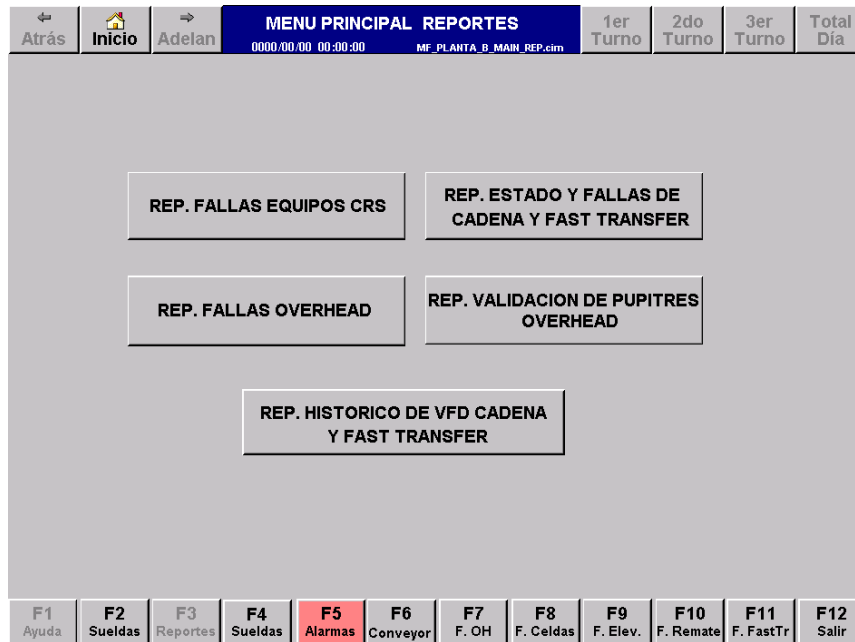 ⇐
Atrás
Inicio
⇒
Adelan
MENU PRINCIPAL REPORTES
0000/00/00 00:00:00 MF_PLANTA_B_MAIN_REP.cim
1er
Turno
2do
Turno
3er
Turno
Total
Día
REP. FALLAS EQUIPOS CRS
REP. ESTADO Y FALLAS DE
CADENA Y FAST TRANSFER
REP. FALLAS OVERHEAD
REP. VALIDACION DE PUPITRES
OVERHEAD
REP. HISTORICO DE VFD CADENA
Y FAST TRANSFER
F1
Ayuda
F2
Sueldas
F3
Reportes
F4
Sueldas
F5
Alarmas
F6
Conveyor
F7
F. OH
F8
F. Celdas
F9
F. Elev.
F10
F. Remate
F11
F. FastTr
F12
Salir